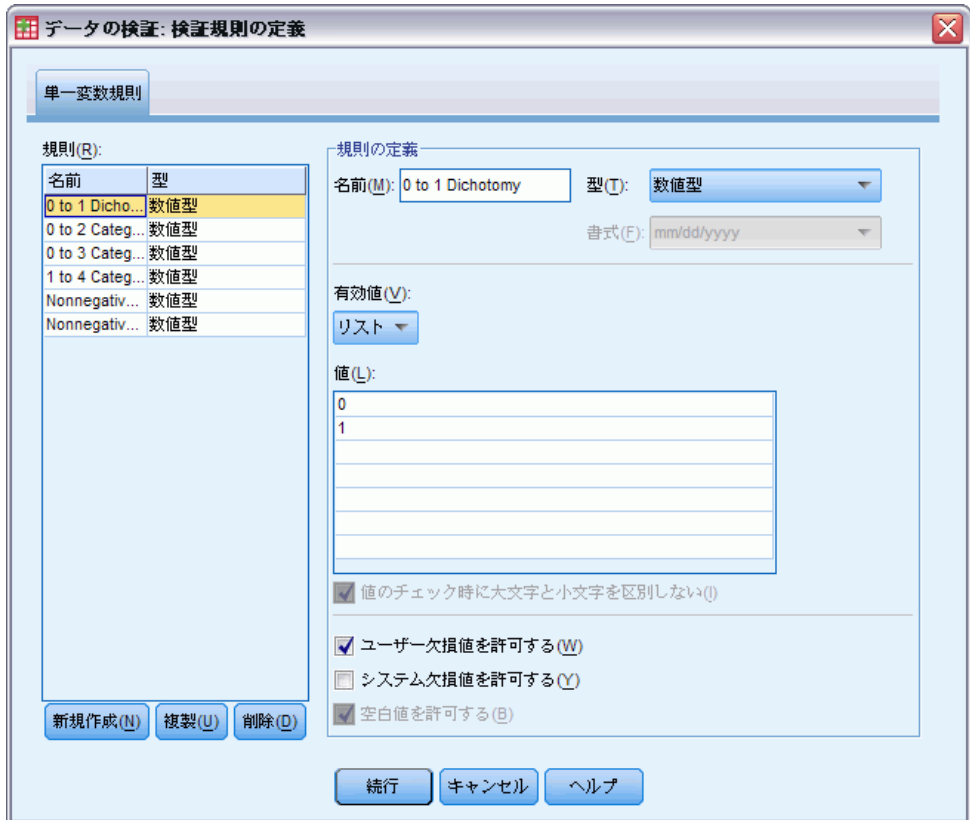 データの検証: 検証規則の定義
単一変数規則
規則(R):
名前 型
0 to 1 Dicho... 数値型
0 to 2 Categ... 数値型
0 to 3 Categ... 数値型
1 to 4 Categ... 数値型
Nonnegativ... 数値型
Nonnegativ... 数値型
新規作成(N) 複製(U) 削除(D)
規則の定義
名前(M): 0 to 1 Dichotomy 型(T): 数値型
書式(F): mm/dd/yyyy
有効値(V):
リスト
値(L):
0
1
値のチェック時に大文字と小文字を区別しない(I)
ユーザー欠損値を許可する(W)
システム欠損値を許可する(Y)
空白値を許可する(B)
続行 キャンセル ヘルプ